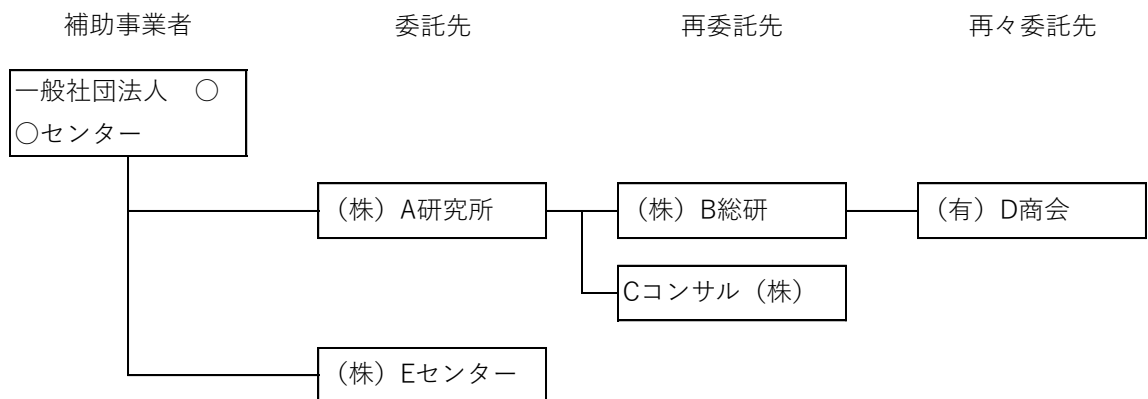 補助事業者 委託先 再委託先 再々委託先
一般社団法人　○
○センター
（株）A研究所 （株）B総研 （有）D商会
Cコンサル（株）
（株）Eセンター